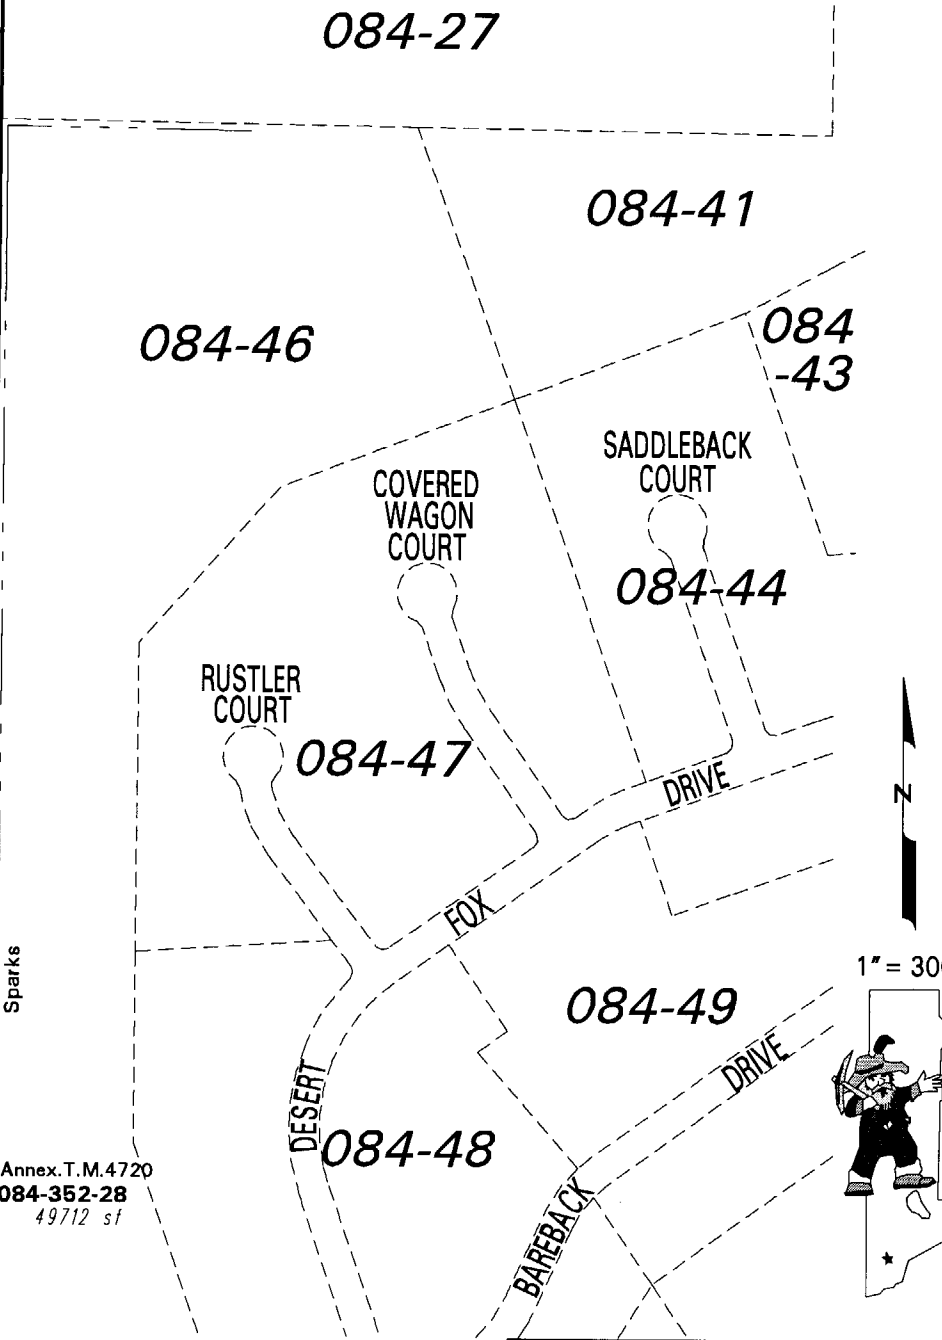 084-27
084-41
084-46
084
-43
SADDLEBACK
COURT
COVERED
WAGON
COURT
084-44
RUSTLER
COURT
084-47
DRIVE
FOX
N
Sparks
1" = 30
084-49
DRIVE
DESERT
084-48
Annex.T.M.4720
084-352-28
49712 sf
BAREBACK